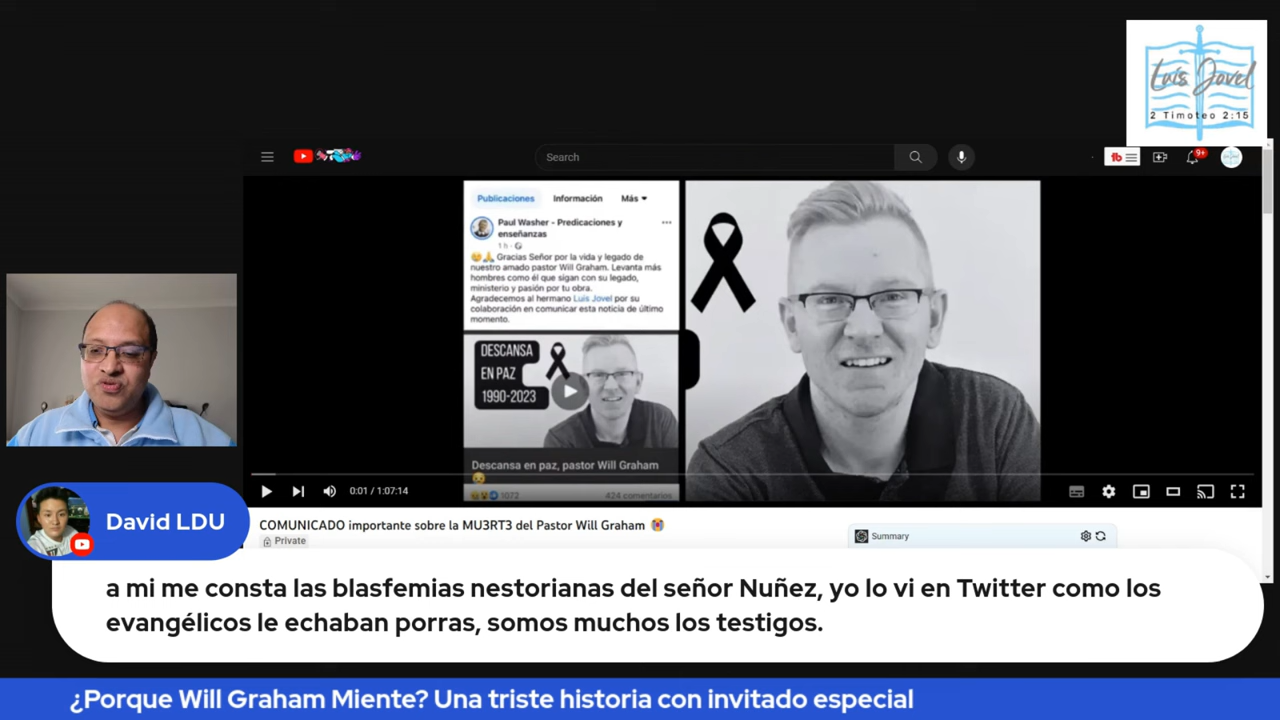 Luis Jovel
2 Timoteo 2:15
Search
9+
Publicaciones Información Más
Paul Washer - Predicaciones y
enseñanzas
1 h
Gracias Señor por la vida y legado de
nuestro amado pastor Will Graham. Levanta más
hombres como él que sigan con su legado,
ministerio y pasión por tu obra.
Agradecemos al hermano Luis Jovel por su
colaboración en comunicar esta noticia de último
momento.
DESCANSA
EN PAZ
1990-2023
Descansa en paz, pastor Will Graham
1072 424 comentarios
0:01 / 1:07:14
COMUNICADO importante sobre la MU3RT3 del Pastor Will Graham
Private
Summary
David LDU
a mi me consta las blasfemias nestorianas del señor Nuñez, yo lo vi en Twitter como los
evangélicos le echaban porras, somos muchos los testigos.
¿Porque Will Graham Miente? Una triste historia con invitado especial